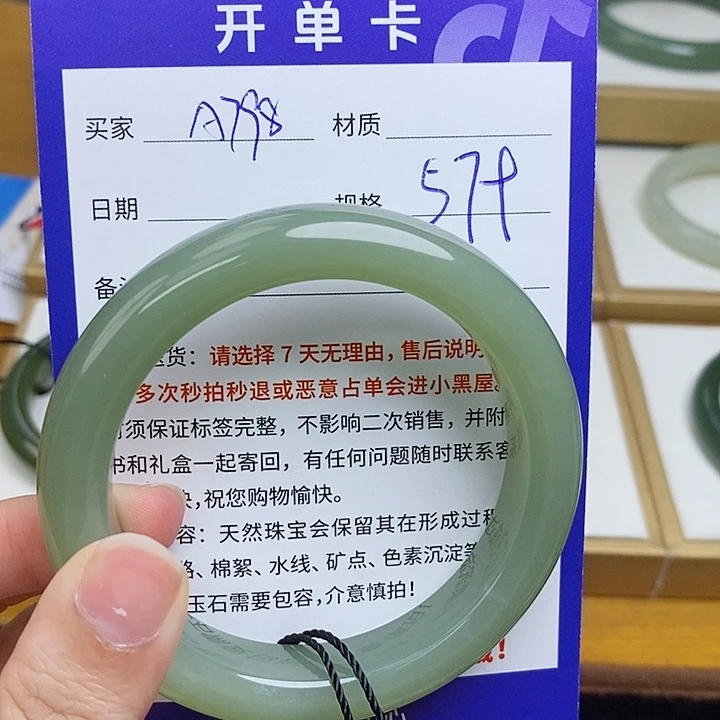 开单卡
买家 A798 材质
日期 规格 57+
备
货：请选择7天无理由，售后说明
多次秒拍秒退或恶意占单会进小黑屋。
须保证标签完整，不影响二次销售，并附
书和礼盒一起寄回，有任何问题随时联系客
快，祝您购物愉快。
容：天然珠宝会保留其在形成过程
、棉絮、水线、矿点、色素沉淀等
玉石需要包容，介意慎拍！
！